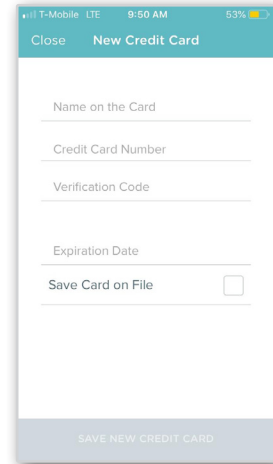 T-Mobile LTE 9:50 AM 53%
Close New Credit Card
Name on the Card
Credit Card Number
Verification Code
Expiration Date
Save Card on File
SAVE NEW CREDIT CARD